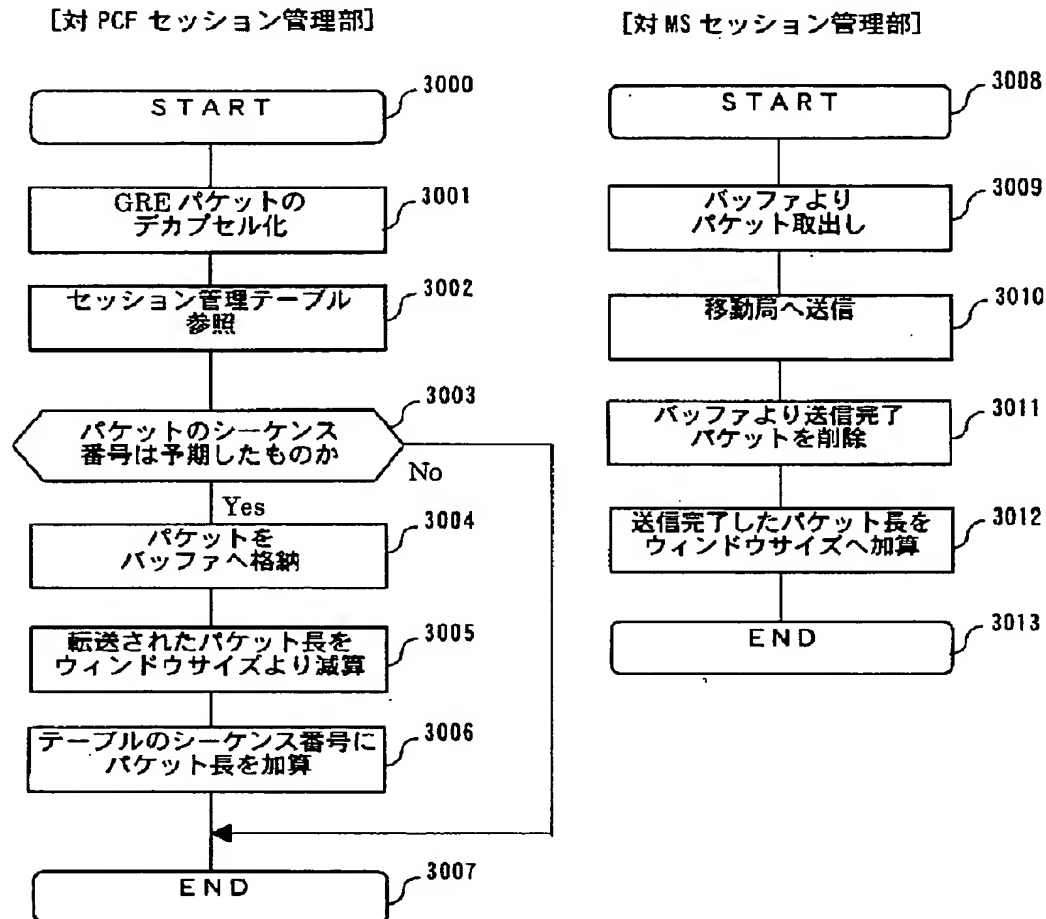 [対 PCF セッション管理部]
START
3000
GRE パケットの
デカプセル化
3001
セッション管理テーブル
参照
3002
パケットのシーケンス
番号は予期したものか
3003
No
Yes
パケットを
バッファへ格納
3004
転送されたパケット長を
ウィンドウサイズより減算
3005
テーブルのシーケンス番号に
パケット長を加算
3006
END
3007
[対 MS セッション管理部]
START
3008
バッファより
パケット取出し
3009
移動局へ送信
3010
バッファより送信完了
パケットを削除
3011
送信完了したパケット長を
ウィンドウサイズへ加算
3012
END
3013